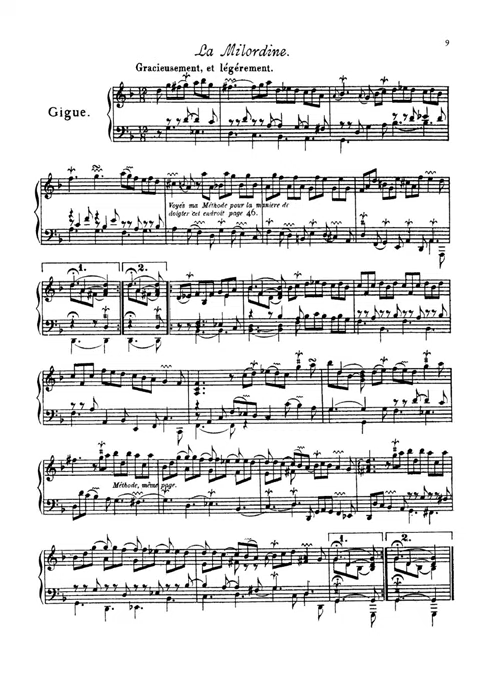 La Milordine.
9
Gracieusement, et légérement.
Gigue.
Voyés ma Méthode pour la maniere de
doigter cet endroit page 46.
1.
2.
Méthode, même page.
1.
2.